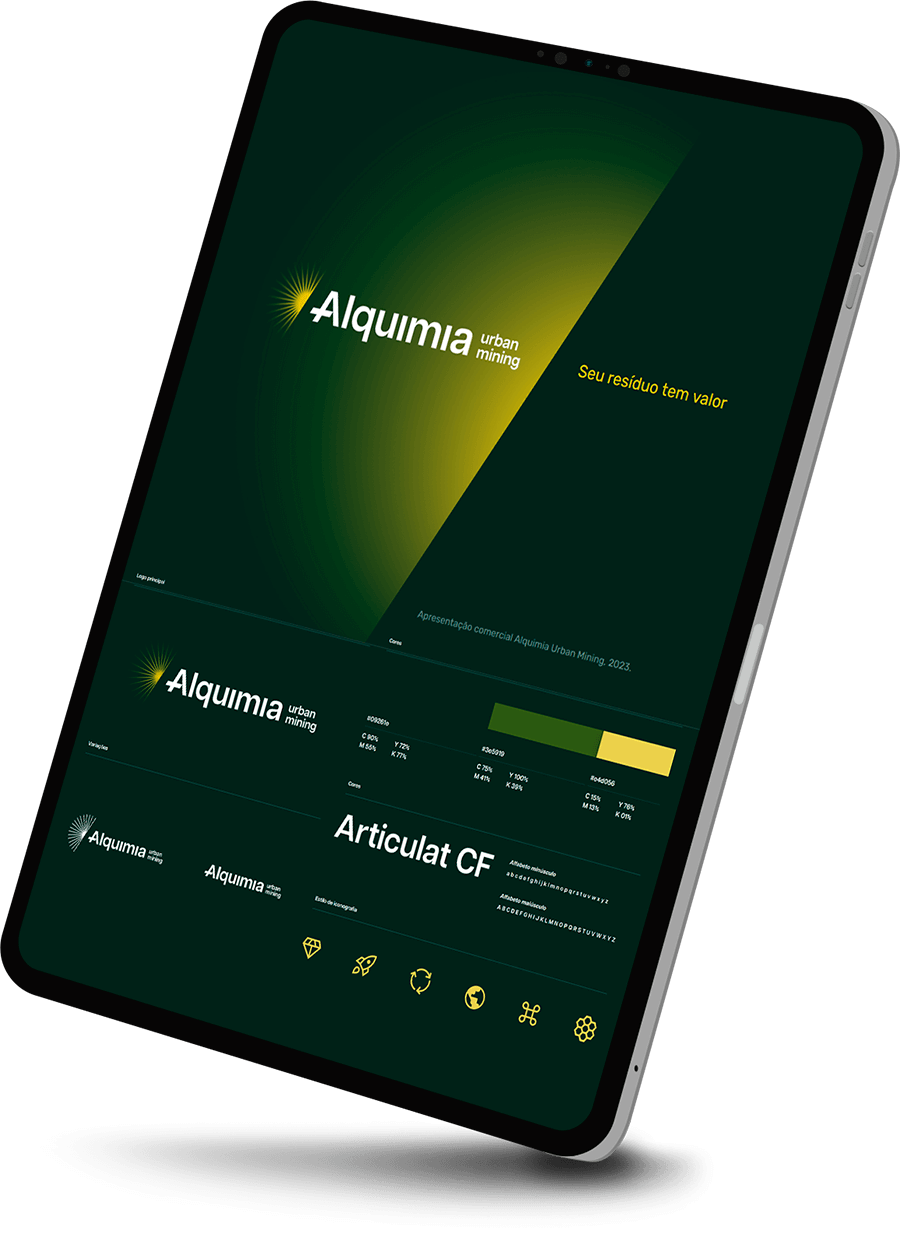 Alquimia
urban
mining
Seu resíduo tem valor
Apresentação comercial Alquimia Urban Mining, 2023.
Logo principal
Cores
Alquimia
urban
mining
#09261e
C 90% Y 72%
M 55% K 77%
#3e5919
C 75% Y 100%
M 41% K 39%
#e4d056
C 15% Y 76%
M 13% K 01%
Variações
Cores
Alquimia
urban
mining
Alquimia
urban
mining
Articulat CF
Alfabeto minúsculo
a b c d e f g h i j k l m n o p q r s t u v w x y z
Alfabeto maiúsculo
A B C D E F G H I J K L M N O P Q R S T U V W X Y Z
Estilo de iconografia